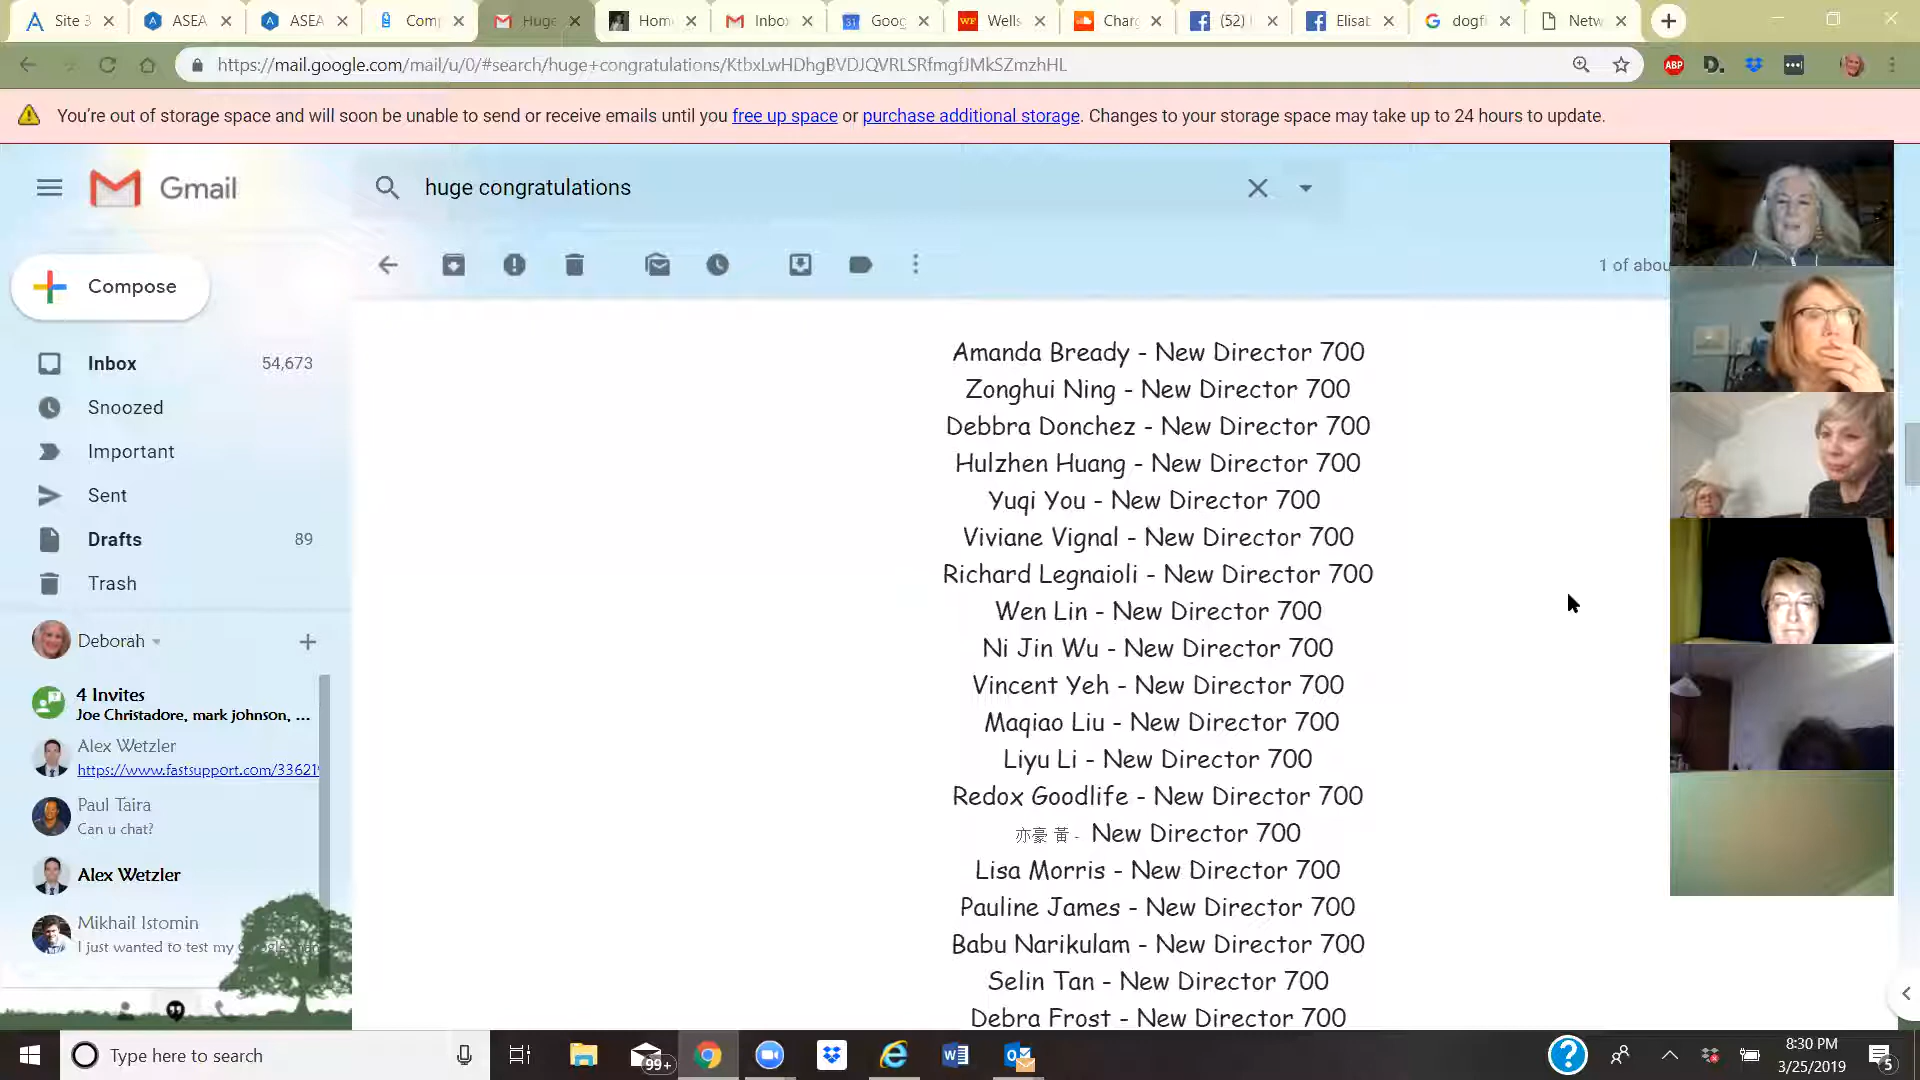 Site 3
ASEA
ASEA
Comp
Huge
Home
Inbo
Goog
Wells
Charg
(52)
Elisab
dogfi
Netw
https://mail.google.com/mail/u/0/#search/huge+congratulations/KtbxLwHDhgBVDJQVRLSRfmgfJMkSZmzhHL
ABP
You're out of storage space and will soon be unable to send or receive emails until you free up space or purchase additional storage. Changes to your storage space may take up to 24 hours to update.
Gmail
huge congratulations
Compose
1 of abou
Inbox 54,673
Snoozed
Important
Sent
Drafts 89
Trash
Deborah
4 Invites
Joe Christadore, mark johnson, ...
Alex Wetzler
https://www.fastsupport.com/33621
Paul Taira
Can u chat?
Alex Wetzler
Mikhail Istomin
I just wanted to test my
Amanda Bready - New Director 700
Zonghui Ning - New Director 700
Debbra Donchez - New Director 700
Hulzhen Huang - New Director 700
Yuqi You - New Director 700
Viviane Vignal - New Director 700
Richard Legnaioli - New Director 700
Wen Lin - New Director 700
Ni Jin Wu - New Director 700
Vincent Yeh - New Director 700
Maqiao Liu - New Director 700
Liyu Li - New Director 700
Redox Goodlife - New Director 700
亦豪 黃 - New Director 700
Lisa Morris - New Director 700
Pauline James - New Director 700
Babu Narikulam - New Director 700
Selin Tan - New Director 700
Debra Frost - New Director 700
Type here to search
99+
8:30 PM
3/25/2019
5